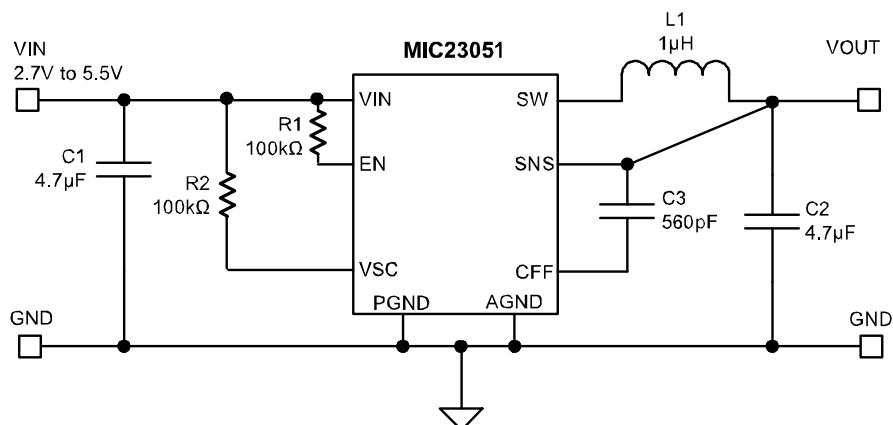 VIN
2.7V to 5.5V
MIC23051
L1
1µH
VOUT
VIN
SW
R1
100kΩ
EN
SNS
C1
4.7µF
R2
100kΩ
C3
560pF
C2
4.7µF
VSC
CFF
PGND
AGND
GND
GND